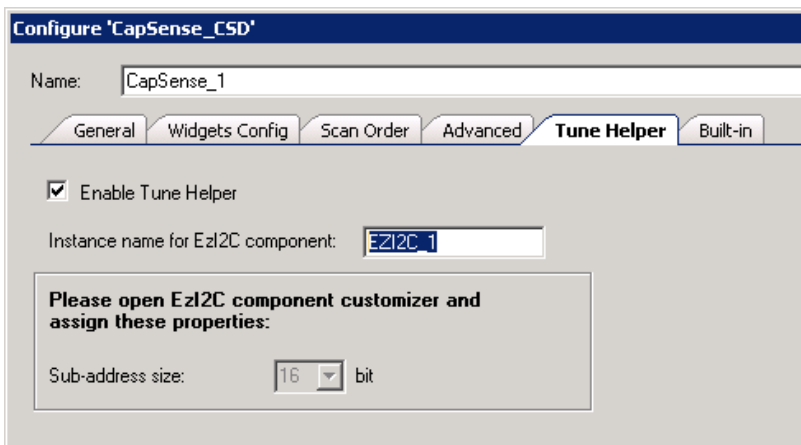 Configure 'CapSense_CSD'
Name: CapSense_1
General Widgets Config Scan Order Advanced Tune Helper Built-in
Enable Tune Helper
Instance name for EzI2C component: EZI2C_1
Please open EzI2C component customizer and
assign these properties:
Sub-address size: 16 bit